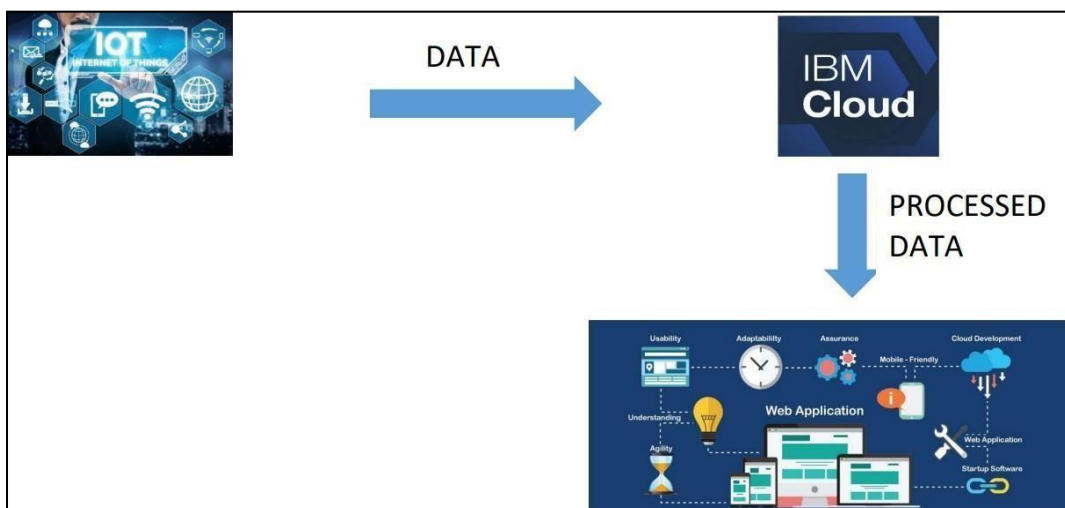 IOT
INTERNET OF THINGS
DATA
IBM
Cloud
PROCESSED
DATA
Usability
Adaptabilility
Assurance
Cloud Development
Mobile - Friendly
Understanding
Web Application
Agility
Web Application
Startup Software